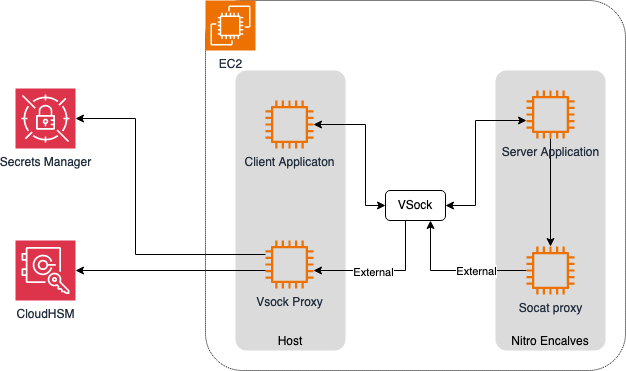 EC2
Secrets Manager
Client Applicaton
Server Application
VSock
External
External
CloudHSM
Vsock Proxy
Socat proxy
Host
Nitro Encalves